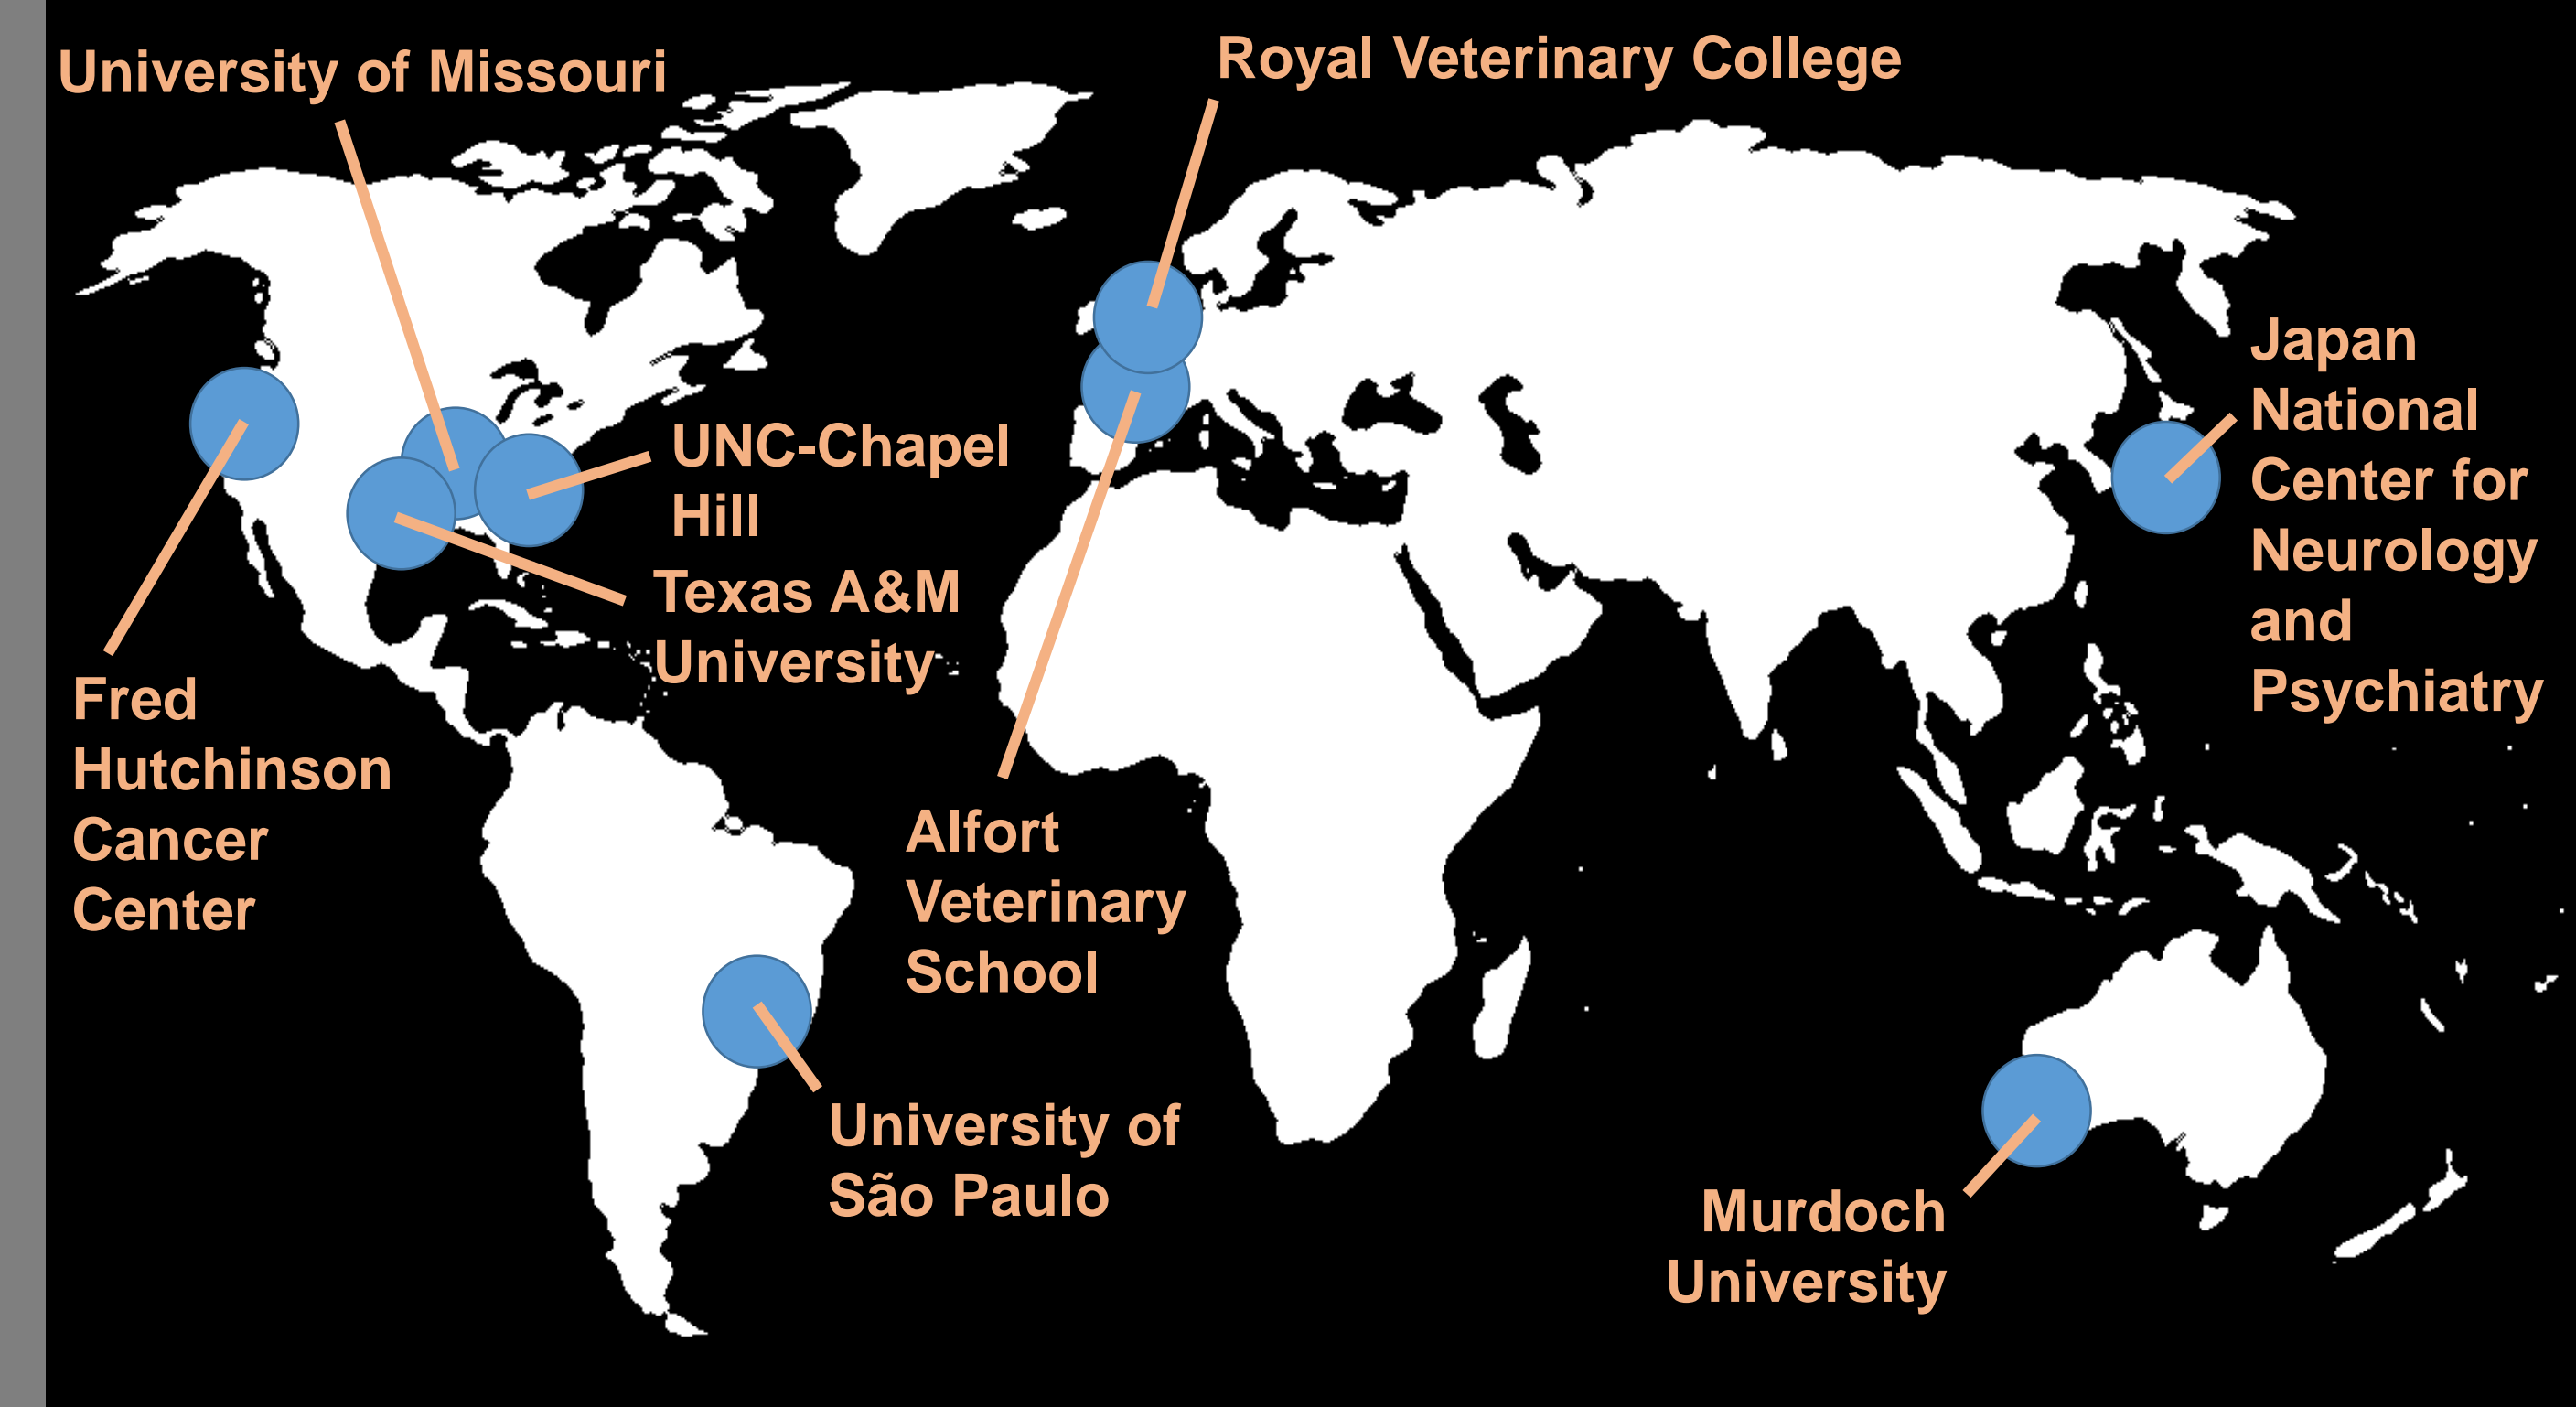 University of Missouri
Royal Veterinary College
Japan
National
Center for
Neurology
and
Psychiatry
UNC-Chapel
Hill
Texas A&M
University
Fred
Hutchinson
Cancer
Center
Alfort
Veterinary
School
University of
São Paulo
Murdoch
University